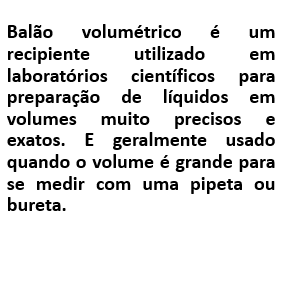 Balão volumétrico é um
recipiente utilizado em
laboratórios científicos para
preparação de líquidos em
volumes muito precisos e
exatos. E geralmente usado
quando o volume é grande para
se medir com uma pipeta ou
bureta.